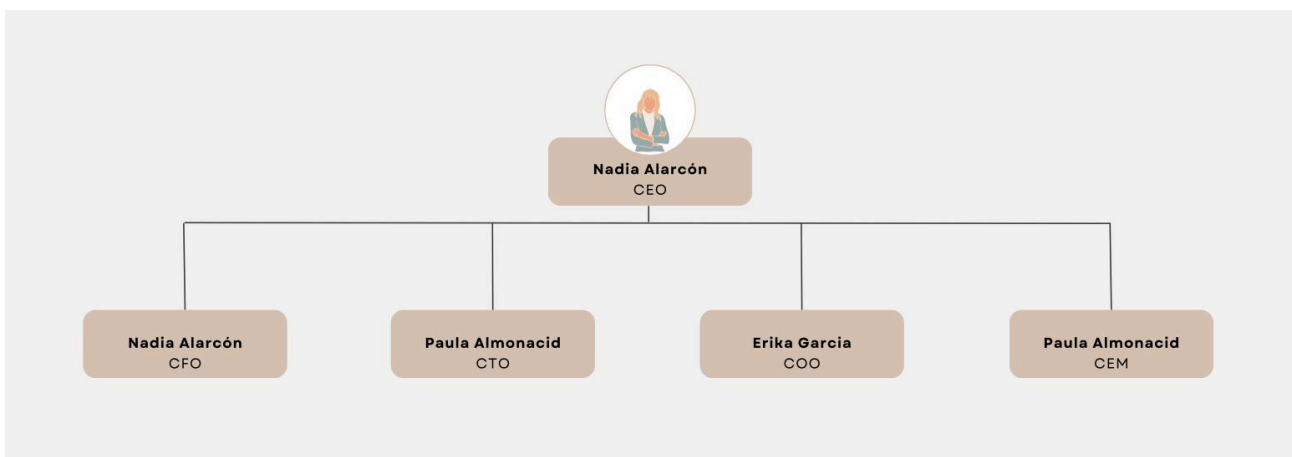 Nadia Alarcón
CEO
Nadia Alarcón
CFO
Paula Almonacid
CTO
Erika Garcia
COO
Paula Almonacid
CEM